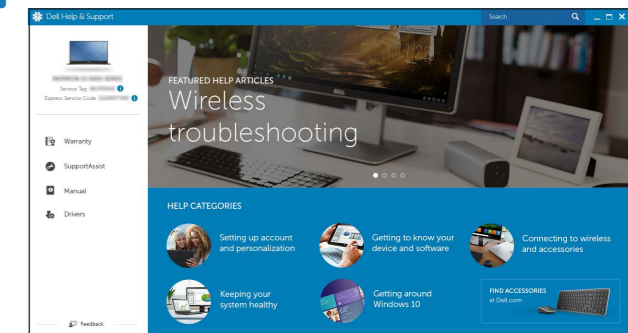 Dell Help & Support
Search
Service Tag
Express Service Code
Warranty
SupportAssist
Manual
Drivers
Feedback
FEATURED HELP ARTICLES
Wireless
troubleshooting
HELP CATEGORIES
Setting up account
and personalization
Getting to know your
device and software
Connecting to wireless
and accessories
Keeping your
system healthy
Getting around
Windows 10
FIND ACCESSORIES
at Dell.com